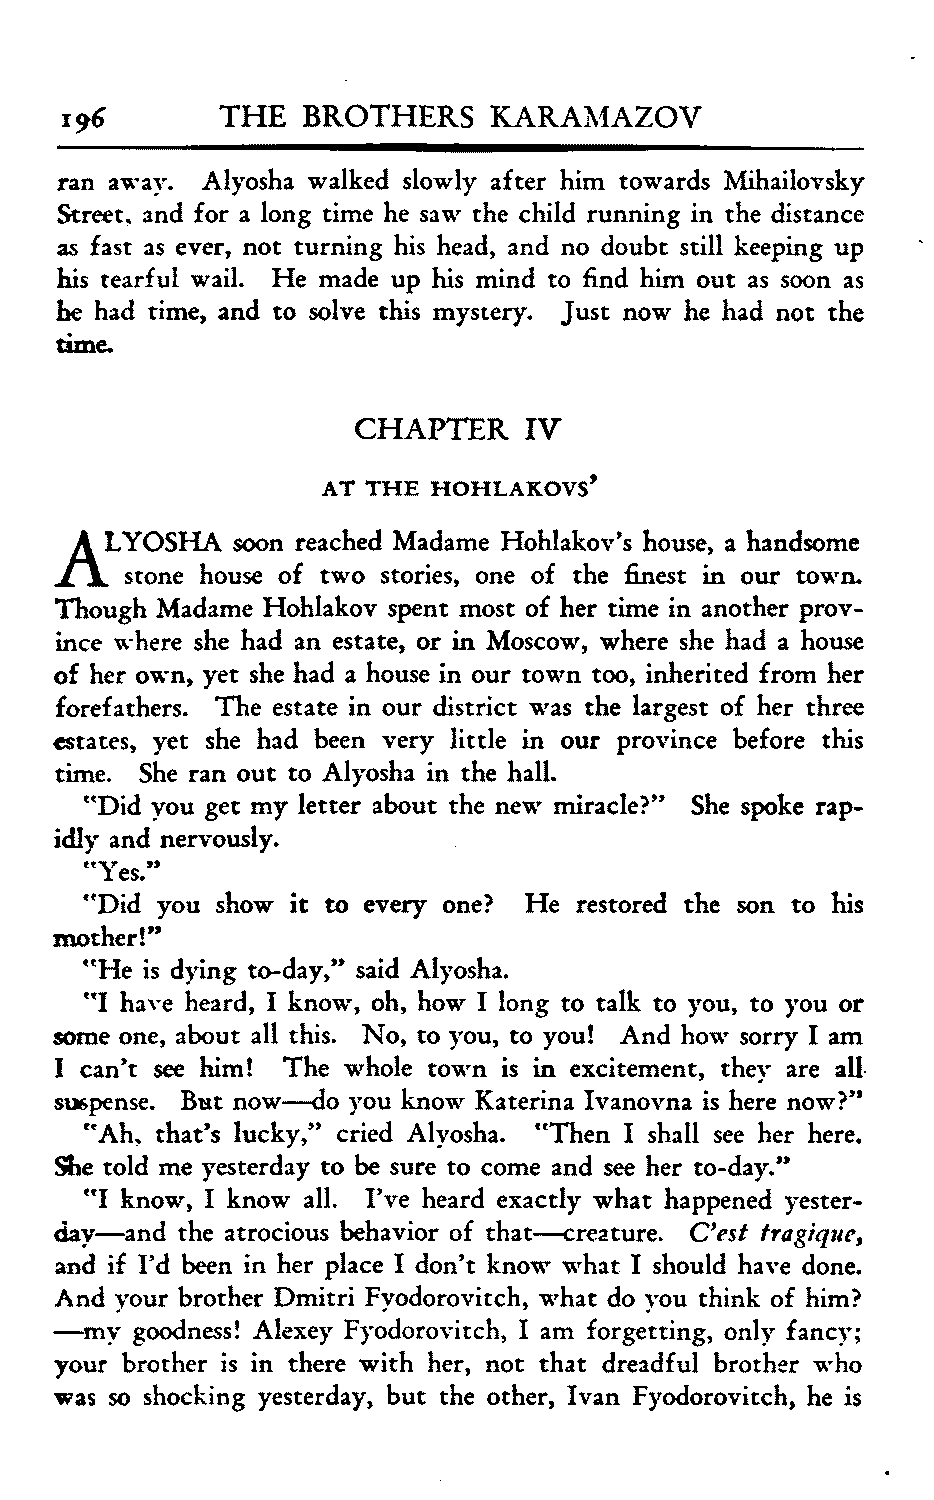 196 THE BROTHERS KARAMAZOV
ran away. Alyosha walked slowly after him towards Mihailovsky
Street, and for a long time he saw the child running in the distance
as fast as ever, not turning his head, and no doubt still keeping up
his tearful wail. He made up his mind to find him out as soon as
he had time, and to solve this mystery. Just now he had not the
time.
CHAPTER IV
AT THE HOHLAKOVS'
ALYOSHA soon reached Madame Hohlakov's house, a handsome
stone house of two stories, one of the finest in our town.
Though Madame Hohlakov spent most of her time in another prov-
ince where she had an estate, or in Moscow, where she had a house
of her own, yet she had a house in our town too, inherited from her
forefathers. The estate in our district was the largest of her three
estates, yet she had been very little in our province before this
time. She ran out to Alyosha in the hall.
"Did you get my letter about the new miracle?" She spoke rap-
idly and nervously.
"Yes."
"Did you show it to every one? He restored the son to his
mother!"
"He is dying to-day," said Alyosha.
"I have heard, I know, oh, how I long to talk to you, to you or
some one, about all this. No, to you, to you! And how sorry I am
I can't see him! The whole town is in excitement, they are all
suspense. But now—do you know Katerina Ivanovna is here now?"
"Ah, that's lucky," cried Alyosha. "Then I shall see her here.
She told me yesterday to be sure to come and see her to-day."
"I know, I know all. I've heard exactly what happened yester-
day—and the atrocious behavior of that—creature. C'est tragique,
and if I'd been in her place I don't know what I should have done.
And your brother Dmitri Fyodorovitch, what do you think of him?
—my goodness! Alexey Fyodorovitch, I am forgetting, only fancy;
your brother is in there with her, not that dreadful brother who
was so shocking yesterday, but the other, Ivan Fyodorovitch, he is